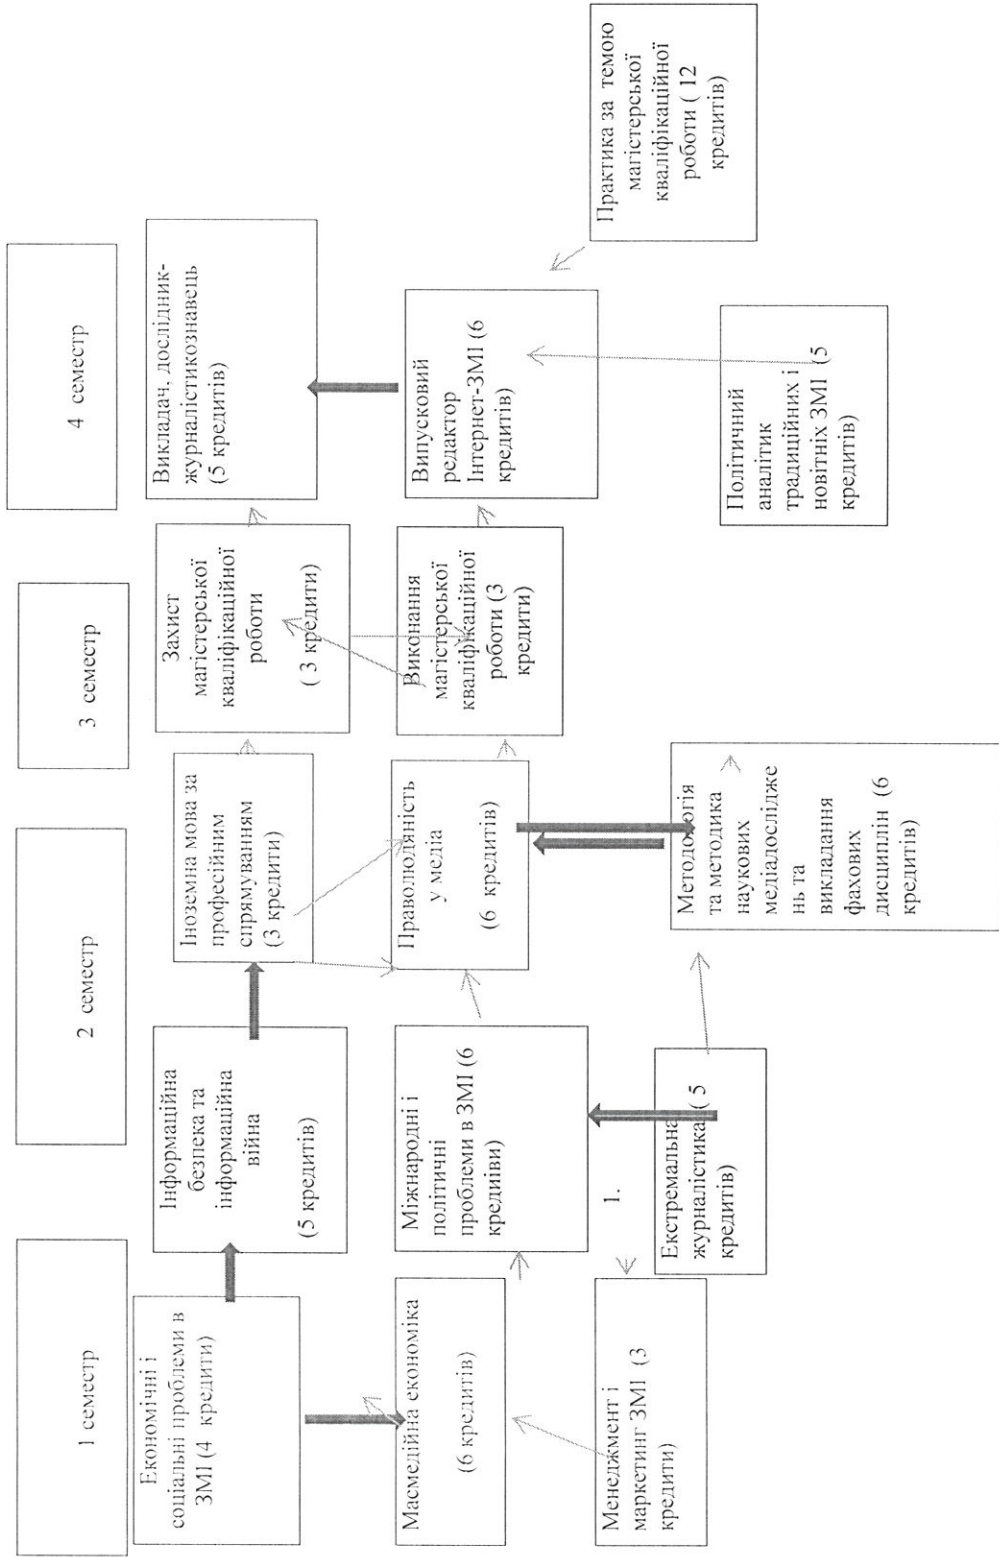 1 семестр
2 семестр
3 семестр
4 семестр
Економічні і
соціальні проблеми в
ЗМІ (4 кредити)
Інформаційна
безпека та
інформаційна
війна
(5 кредитів)
Іноземна мова за
професійним
спрямуванням
(3 кредити)
Захист
магістерської
кваліфікаційної
роботи
( 3 кредити)
Викладач, дослідник-
журналістикознавець
(5 кредитів)
Масмедійна економіка
(6 кредитів)
Міжнародні і
політичні
проблеми в ЗМІ (6
кредиіви)
Праволюдяність
у медіа
(6 кредитів)
Виконання
магістерської
кваліфікаційної
роботи (3
кредити)
Випусковий
редактор
Інтернет-ЗМІ (6
кредитів)
1.
Менеджмент і
маркетинг ЗМІ (3
кредити)
Екстремальна
журналістика ( 5
кредитів)
Методологія
та методика
наукових
медіадослідже
нь та
викладання
фахових
дисциплін (6
кредитів)
Політичний
аналітик
традиційних і
новітніх ЗМІ (5
кредитів)
Практика за темою
магістерської
кваліфікаційної
роботи ( 12
кредитів)